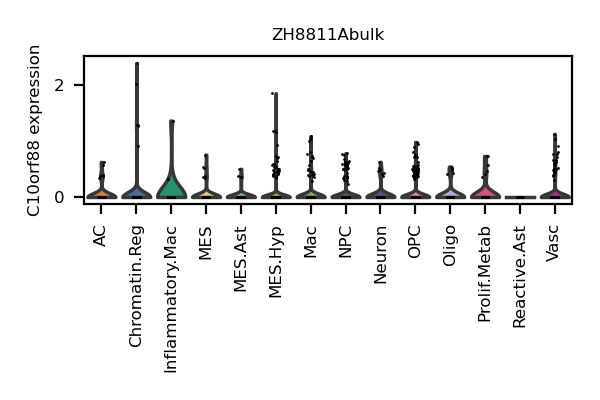 ZH8811Abulk
C10orf88 expression
2
0
AC
Chromatin.Reg
Inflammatory.Mac
MES
MES.Ast
MES.Hyp
Mac
NPC
Neuron
OPC
Oligo
Prolif.Metab
Reactive.Ast
Vasc